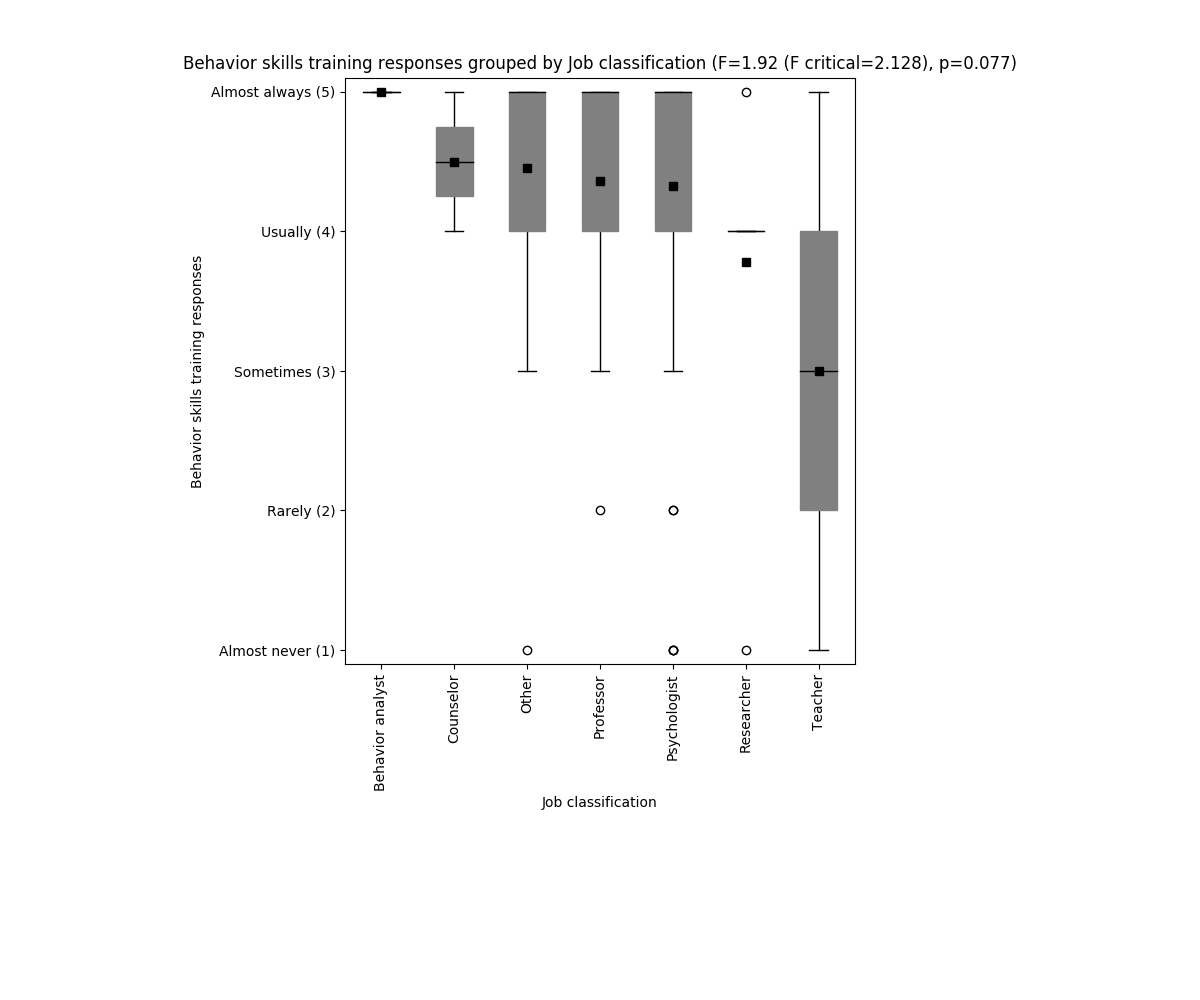 Behavior skills training responses grouped by Job classification (F=1.92 (F critical=2.128), p=0.077)
Almost always (5)
Usually (4)
Sometimes (3)
Rarely (2)
Almost never (1)
Behavior skills training responses
Behavior analyst
Counselor
Other
Professor
Psychologist
Researcher
Teacher
Job classification